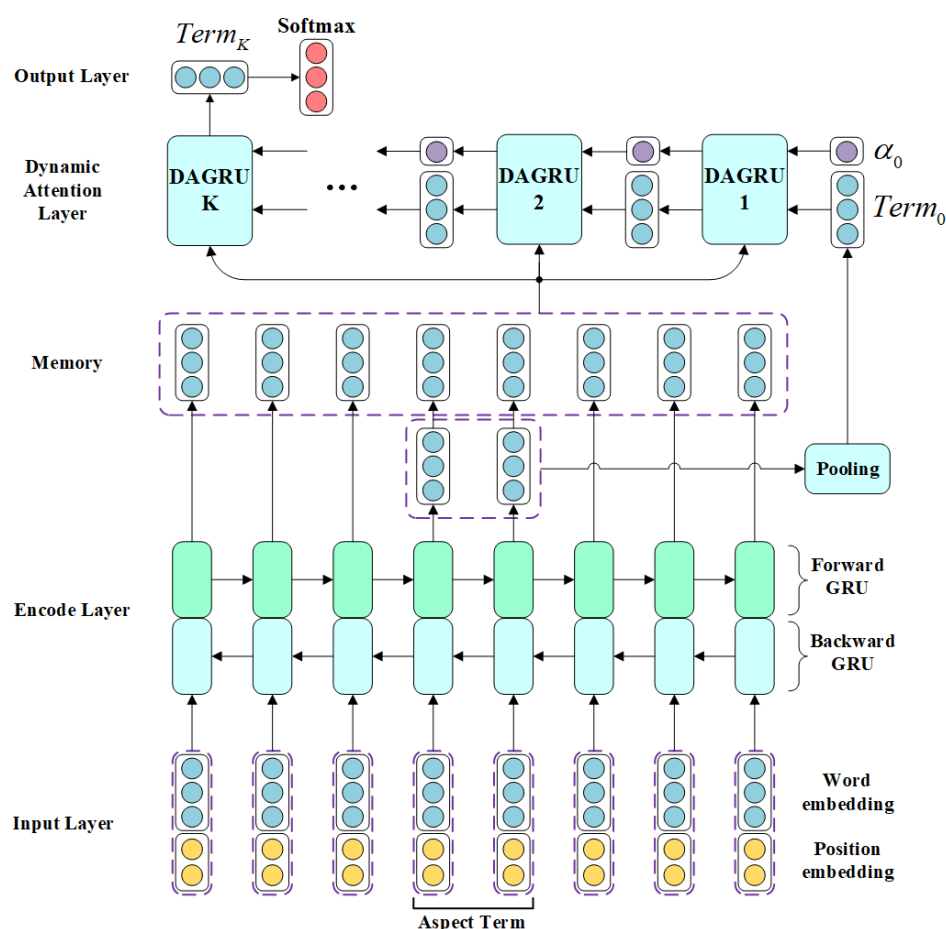 Term_K
Softmax
Output Layer
Dynamic
Attention
Layer
DAGRU
K
...
DAGRU
2
DAGRU
1
α_0
Term_0
Memory
Pooling
Encode Layer
Forward
GRU
Backward
GRU
Input Layer
Word
embedding
Position
embedding
Aspect Term